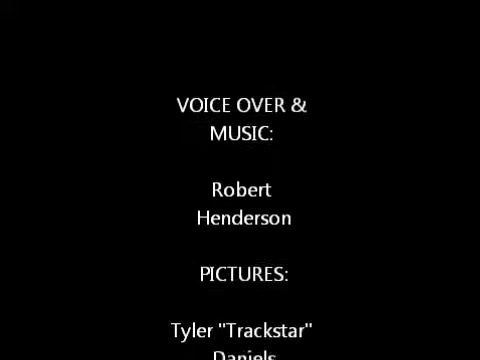 VOICE OVER &
MUSIC:
Robert
Henderson
PICTURES:
Tyler "Trackstar"
Daniels